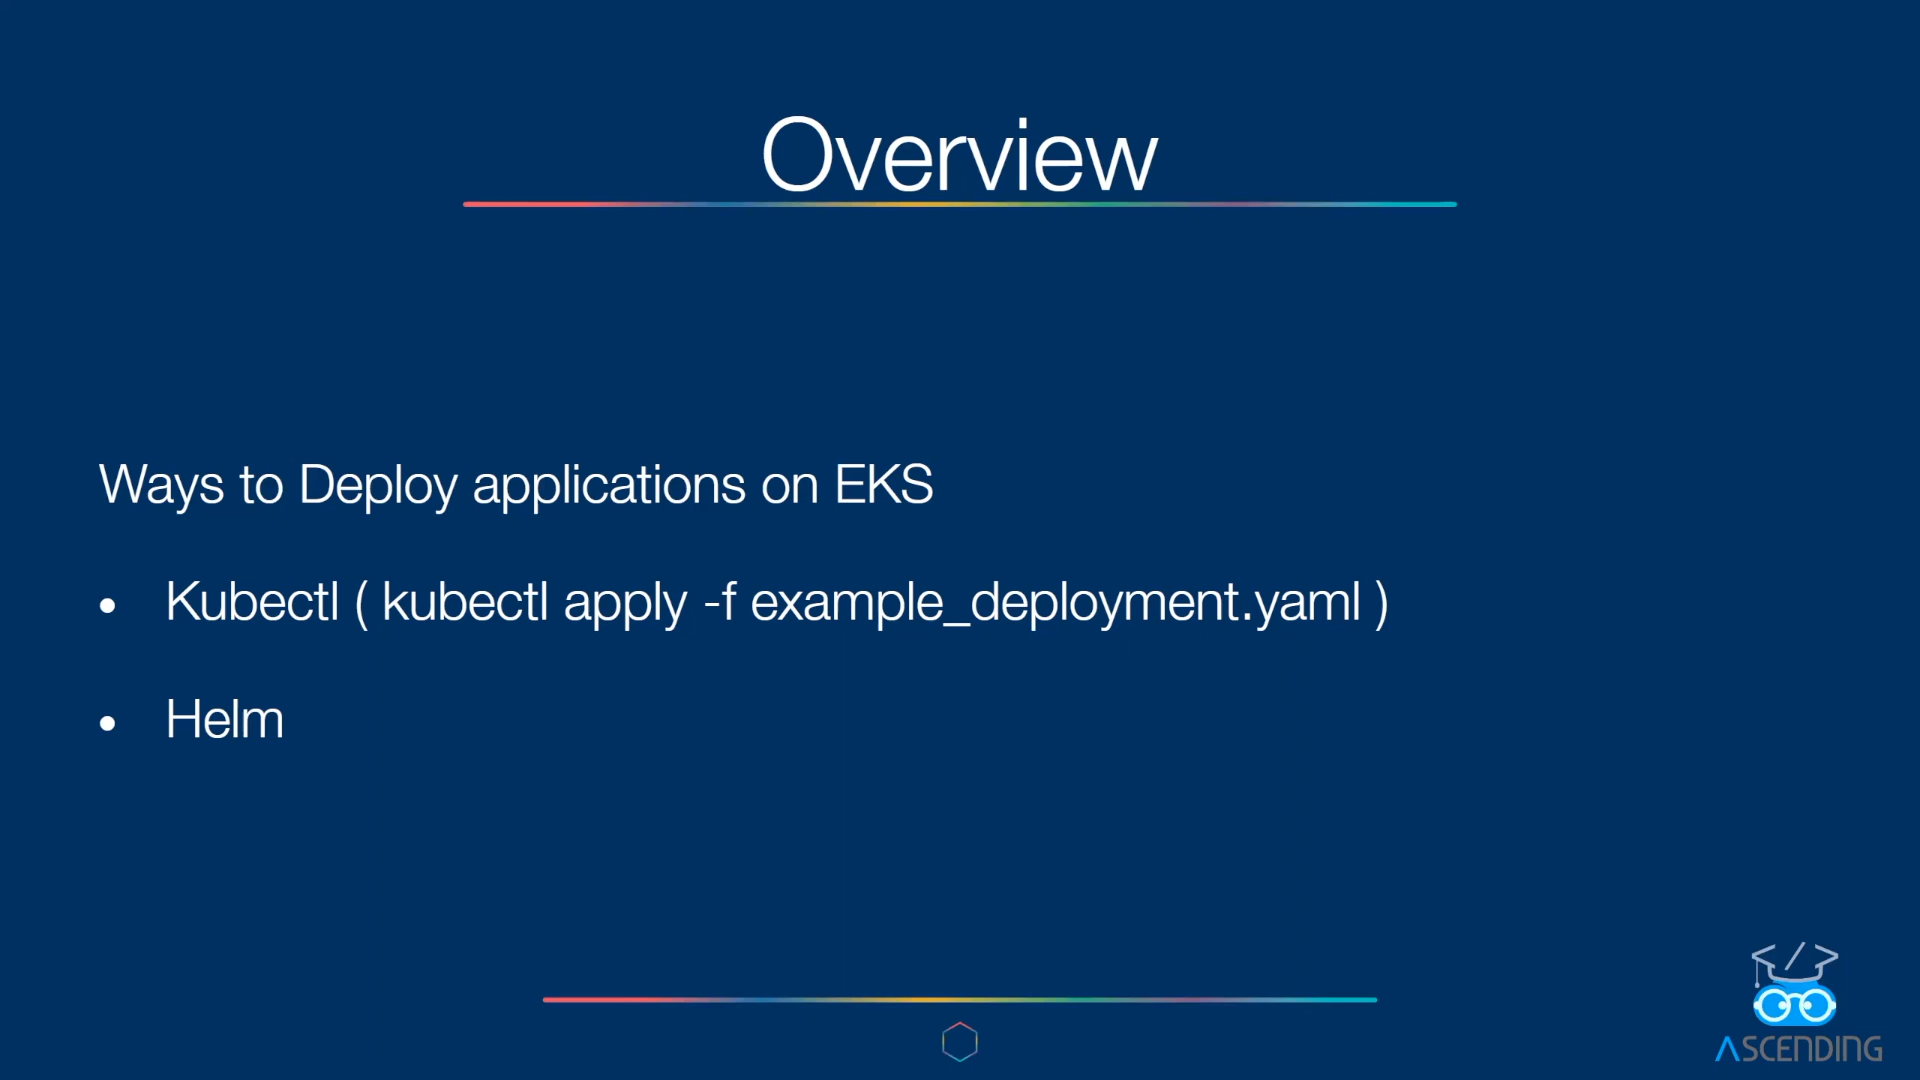 Overview
Ways to Deploy applications on EKS
• Kubectl ( kubectl apply -f example_deployment.yaml )
• Helm
< / >
ASCENDING